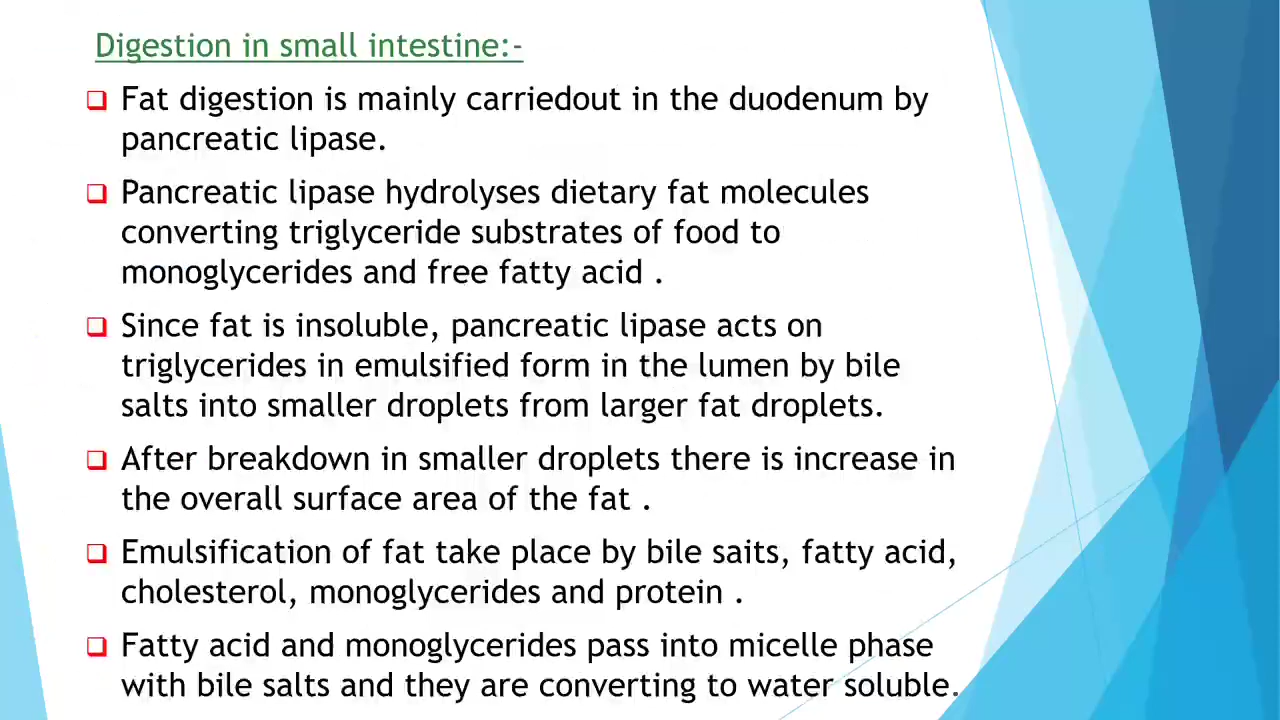 Digestion in small intestine:-
Fat digestion is mainly carriedout in the duodenum by
pancreatic lipase.
Pancreatic lipase hydrolyses dietary fat molecules
converting triglyceride substrates of food to
monoglycerides and free fatty acid .
Since fat is insoluble, pancreatic lipase acts on
triglycerides in emulsified form in the lumen by bile
salts into smaller droplets from larger fat droplets.
After breakdown in smaller droplets there is increase in
the overall surface area of the fat .
Emulsification of fat take place by bile saits, fatty acid,
cholesterol, monoglycerides and protein .
Fatty acid and monoglycerides pass into micelle phase
with bile salts and they are converting to water soluble.